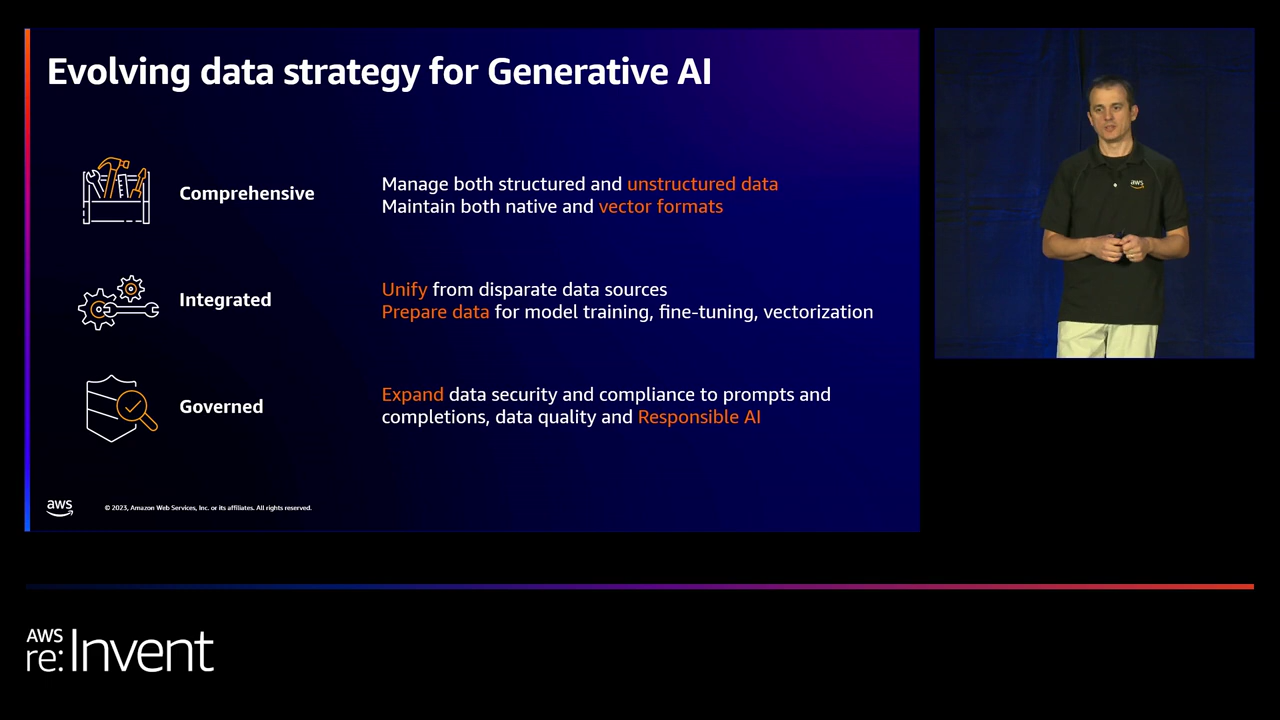 Evolving data strategy for Generative AI
Comprehensive
Manage both structured and unstructured data
Maintain both native and vector formats
Integrated
Unify from disparate data sources
Prepare data for model training, fine-tuning, vectorization
Governed
Expand data security and compliance to prompts and
completions, data quality and Responsible AI
aws
© 2023, Amazon Web Services, Inc. or its affiliates. All rights reserved.
aws
AWS
re:Invent